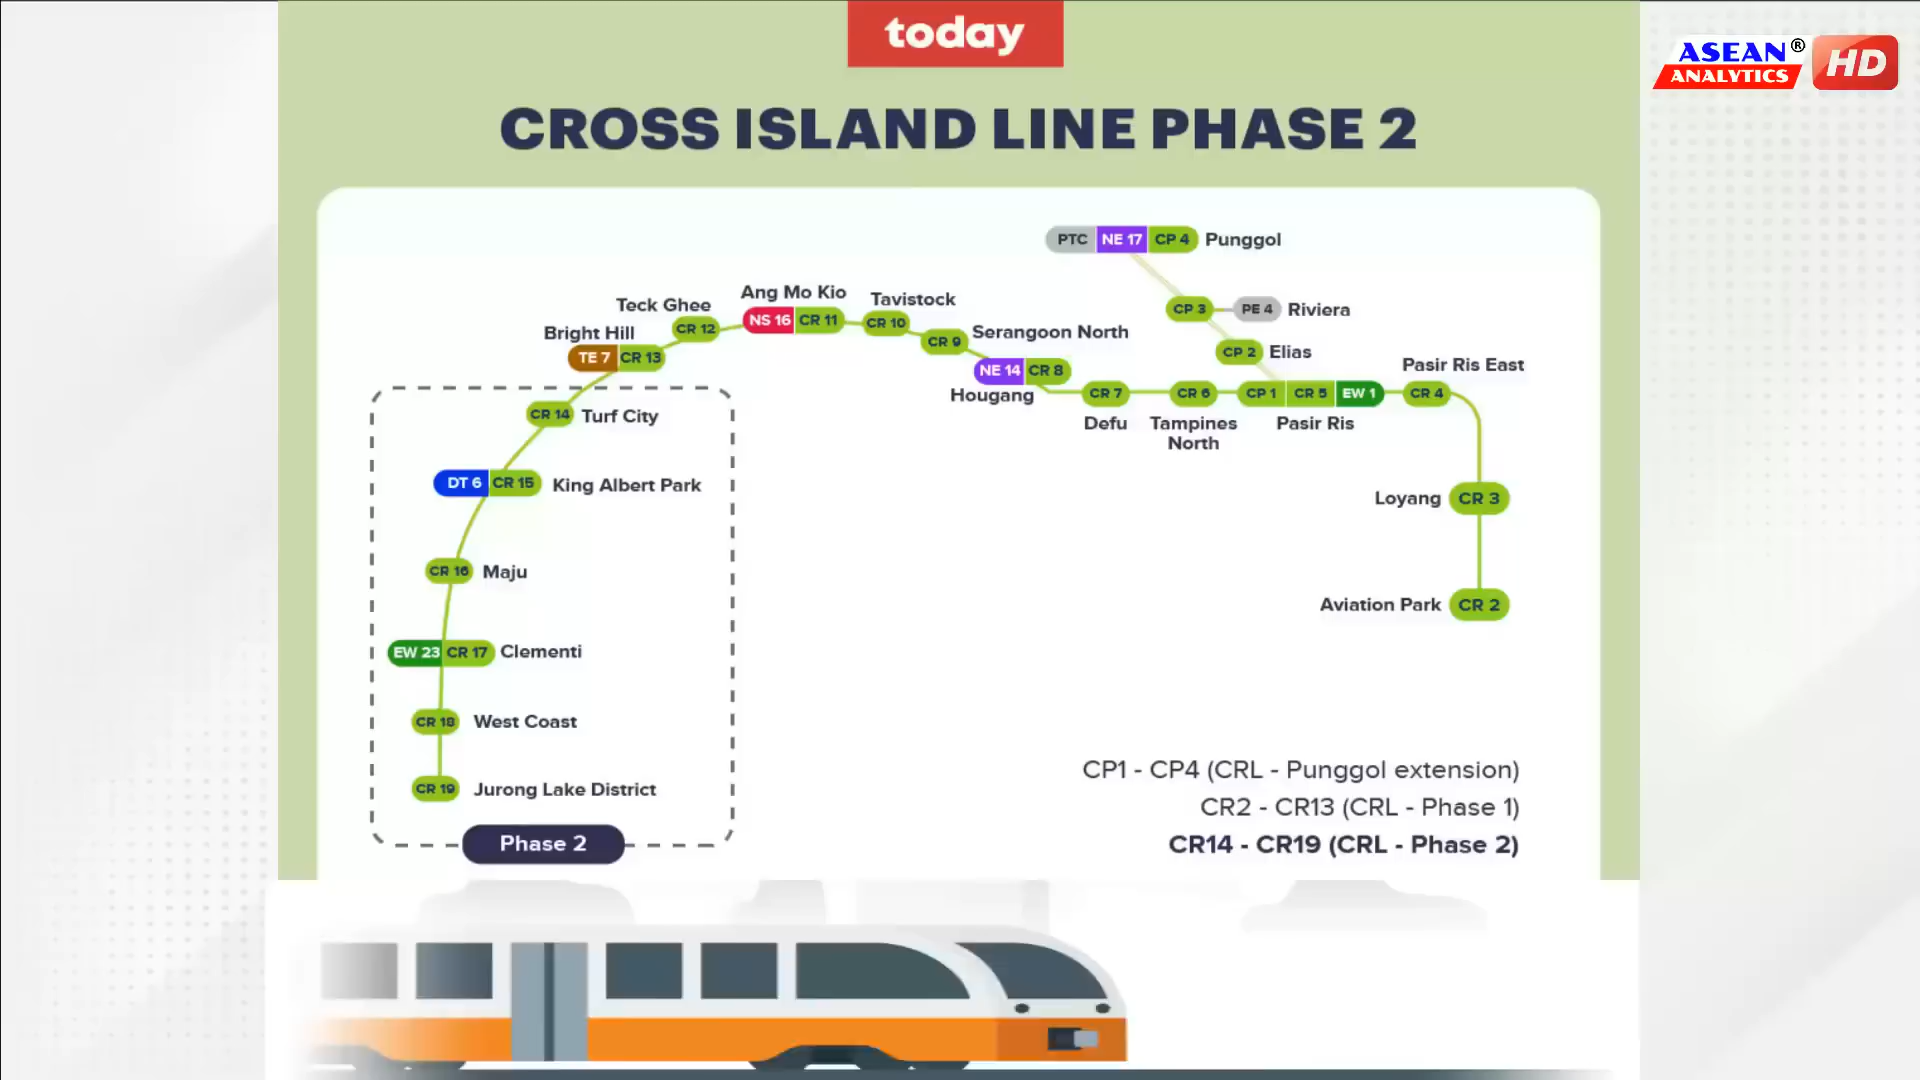 today
ASEAN®
ANALYTICS
HD
CROSS ISLAND LINE PHASE 2
PTC NE 17 CP 4 Punggol
CP 3 PE 4 Riviera
CP 2 Elias
Pasir Ris East
CR 4
CP 1 CR 5 EW 1
Pasir Ris
CR 6
Tampines
North
CR 7
Defu
NE 14 CR 8
Hougang
CR 9 Serangoon North
Tavistock
CR 10
Ang Mo Kio
NS 16 CR 11
Teck Ghee
CR 12
Bright Hill
TE 7 CR 13
CR 14 Turf City
DT 6 CR 15 King Albert Park
CR 16 Maju
EW 23 CR 17 Clementi
CR 18 West Coast
CR 19 Jurong Lake District
Phase 2
Loyang CR 3
Aviation Park CR 2
CP1 - CP4 (CRL - Punggol extension)
CR2 - CR13 (CRL - Phase 1)
CR14 - CR19 (CRL - Phase 2)